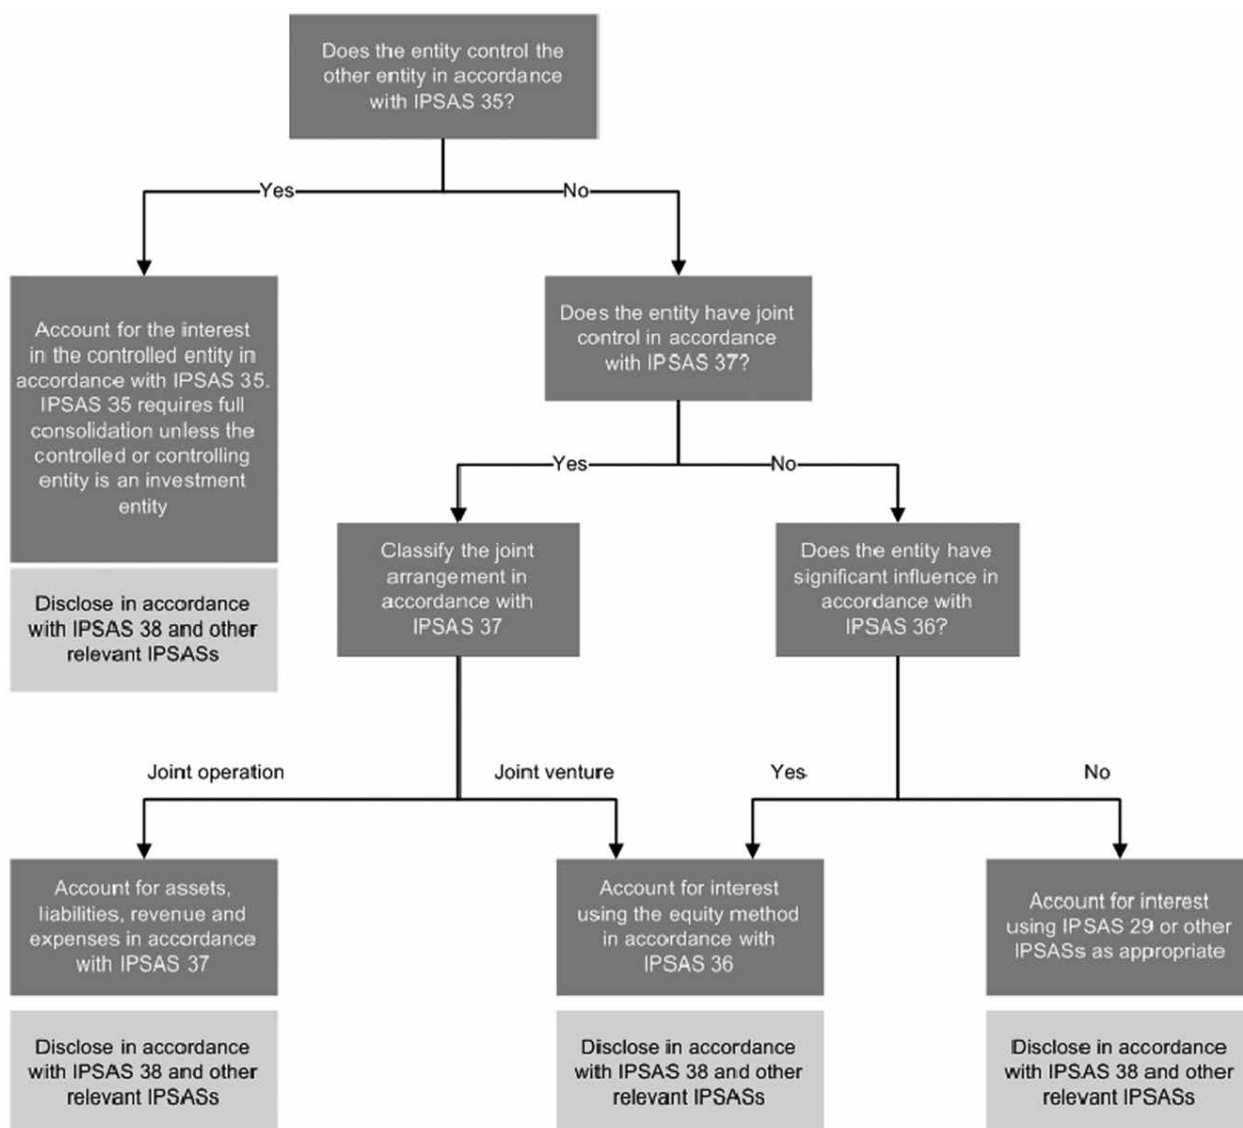 Does the entity control the
other entity in accordance
with IPSAS 35?
Yes
No
Account for the interest
in the controlled entity in
accordance with IPSAS 35.
IPSAS 35 requires full
consolidation unless the
controlled or controlling
entity is an investment
entity
Disclose in accordance
with IPSAS 38 and other
relevant IPSASs
Does the entity have joint
control in accordance
with IPSAS 37?
Yes
No
Classify the joint
arrangement in
accordance with
IPSAS 37
Does the entity have
significant influence in
accordance with
IPSAS 36?
Joint operation
Joint venture
Yes
No
Account for assets,
liabilities, revenue and
expenses in accordance
with IPSAS 37
Disclose in accordance
with IPSAS 38 and other
relevant IPSASs
Account for interest
using the equity method
in accordance with
IPSAS 36
Disclose in accordance
with IPSAS 38 and other
relevant IPSASs
Account for interest
using IPSAS 29 or other
IPSASs as appropriate
Disclose in accordance
with IPSAS 38 and other
relevant IPSASs